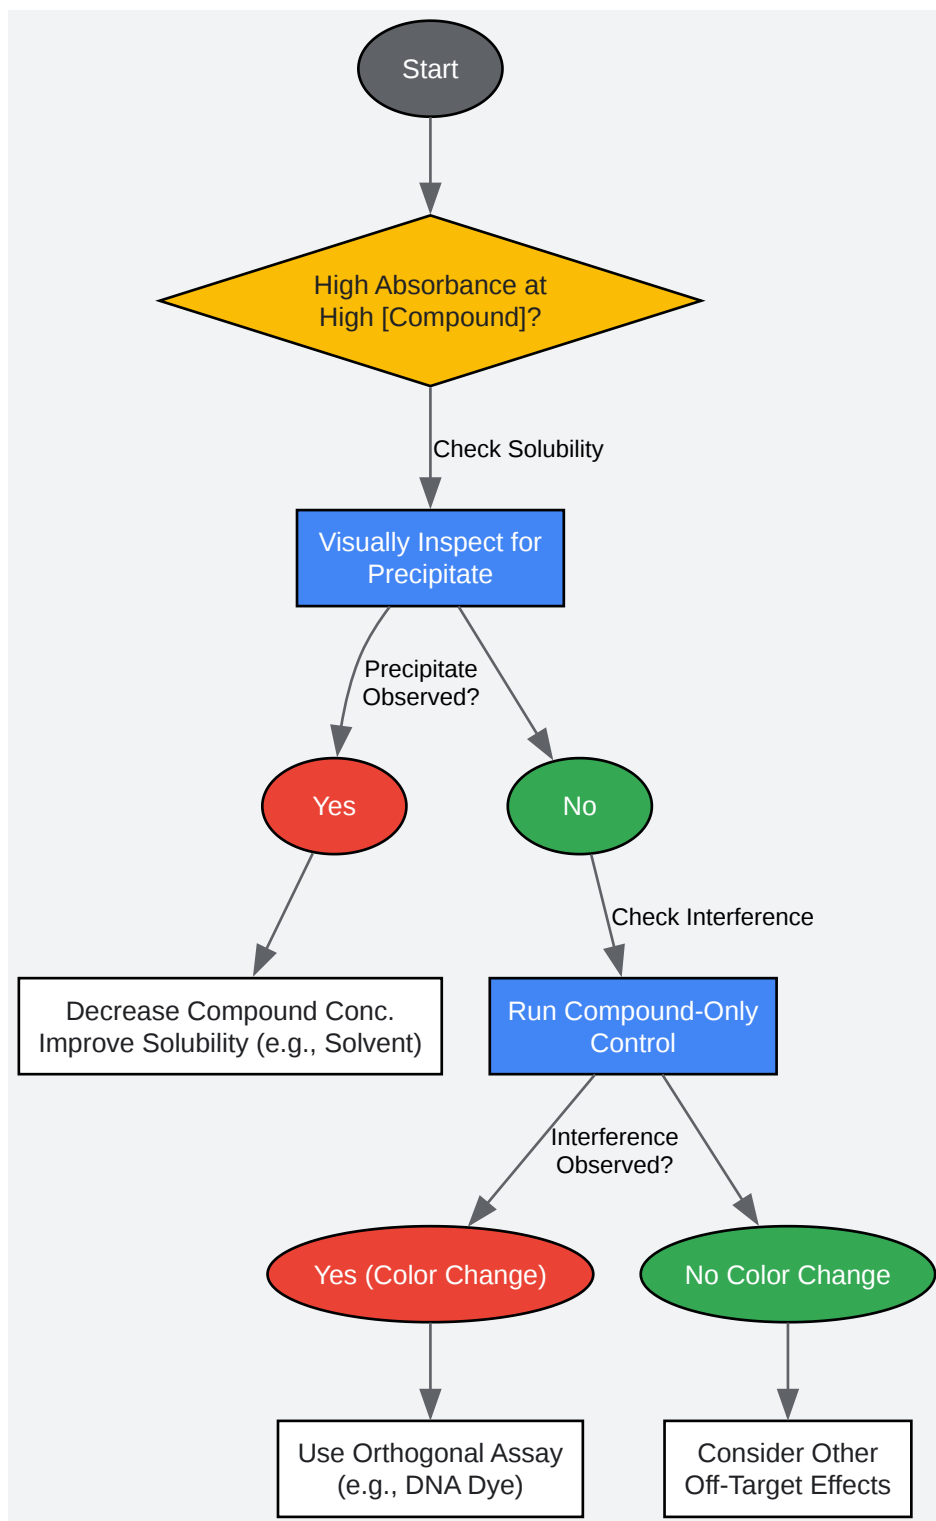 Start
High Absorbance at
High [Compound]?
Check Solubility
Visually Inspect for
Precipitate
Precipitate
Observed?
Yes
No
Check Interference
Decrease Compound Conc.
Improve Solubility (e.g., Solvent)
Run Compound-Only
Control
Interference
Observed?
Yes (Color Change)
No Color Change
Use Orthogonal Assay
(e.g., DNA Dye)
Consider Other
Off-Target Effects